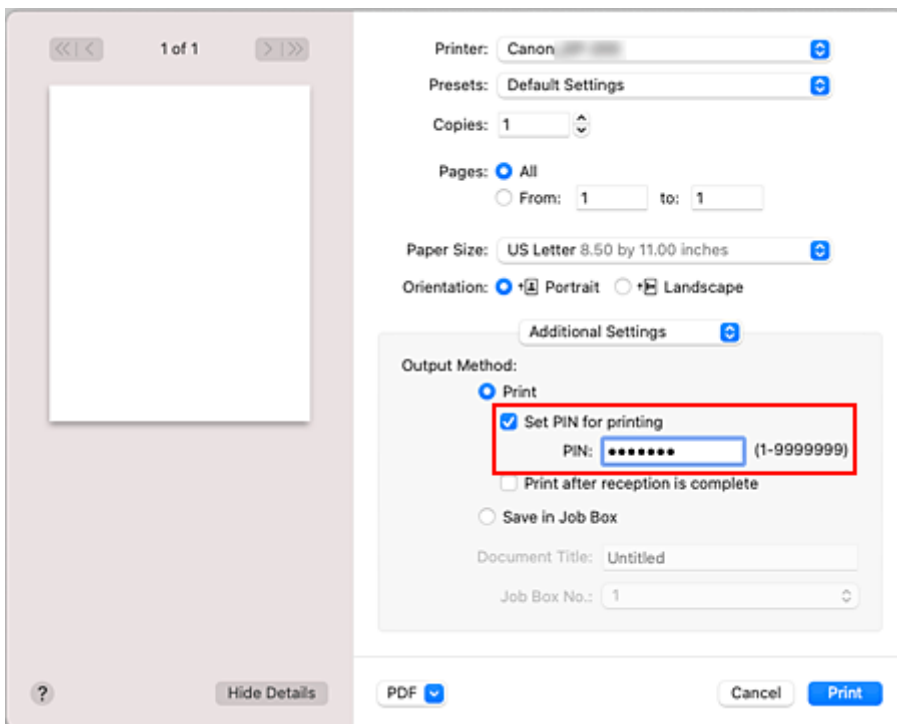 1 of 1
Printer: Canon
Presets: Default Settings
Copies: 1
Pages: All
From: 1 to: 1
Paper Size: US Letter 8.50 by 11.00 inches
Orientation: Portrait Landscape
Additional Settings
Output Method:
Print
Set PIN for printing
PIN: ••••••• (1-9999999)
Print after reception is complete
Save in Job Box
Document Title: Untitled
Job Box No.: 1
? Hide Details PDF Cancel Print